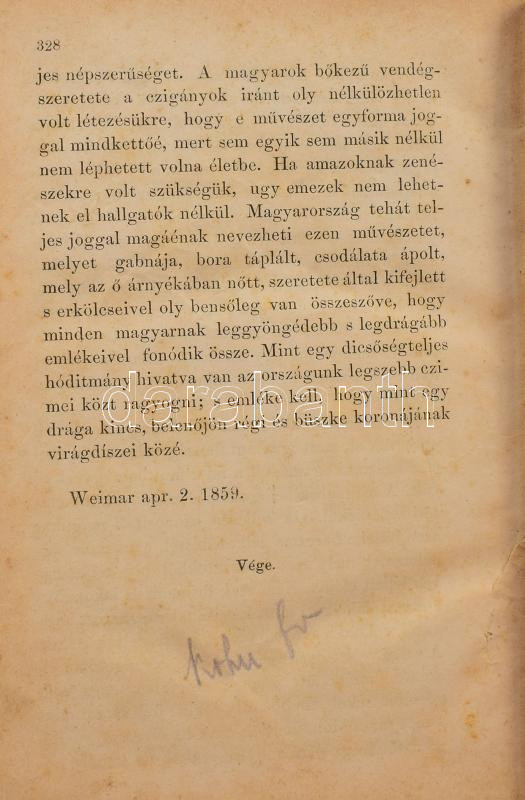 328
jes népszerűséget. A magyarok bőkezű vendég-
szeretete a czigányok iránt oly nélkülözhetlen
volt létezésükre, hogy e művészet egyforma jog-
gal mindkettőé, mert sem egyik sem másik nélkül
nem léphetett volna életbe. Ha amazoknak zené-
szekre volt szükségük, ugy emezek nem lehet-
nek el hallgatók nélkül. Magyarország tehát tel-
jes joggal magáénak nevezheti ezen művészetet,
melyet gabnája, bora táplált, csodálata ápolt,
mely az ő árnyékában nőtt, szeretete által kifejlett
s erkölcseivel oly bensőleg van összeszőve, hogy
minden magyarnak leggyöngédebb s legdrágább
emlékeivel fonódik össze. Mint egy dicsőségteljes
hóditmány hivatva van az országunk legszebb czi-
mei közt ragyogni; s emléke kell, hogy mint egy
drága kincs, belenőjön régi és büszke koronájának
virágdíszei közé.
Weimar apr. 2. 1859.
Vége.
darabanth
Kohn